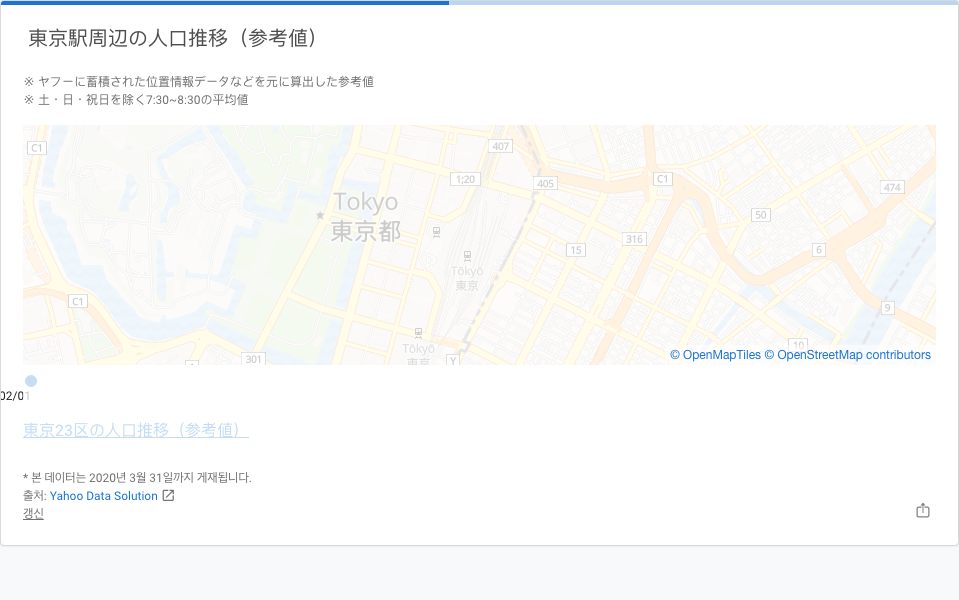 東京駅周辺の人口推移（参考値）
※ ヤフーに蓄積された位置情報データなどを元に算出した参考値
※ 土・日・祝日を除く7:30~8:30の平均値
C1
407
1;20
405
C1
474
Tokyo
東京都
50
316
15
6
Tōkyō
東京
C1
9
301
Tōkyō
東京
Y
10
© OpenMapTiles © OpenStreetMap contributors
02/01
東京23区の人口推移（参考値）
* 본 데이터는 2020년 3월 31일까지 게재됩니다.
출처: Yahoo Data Solution
갱신